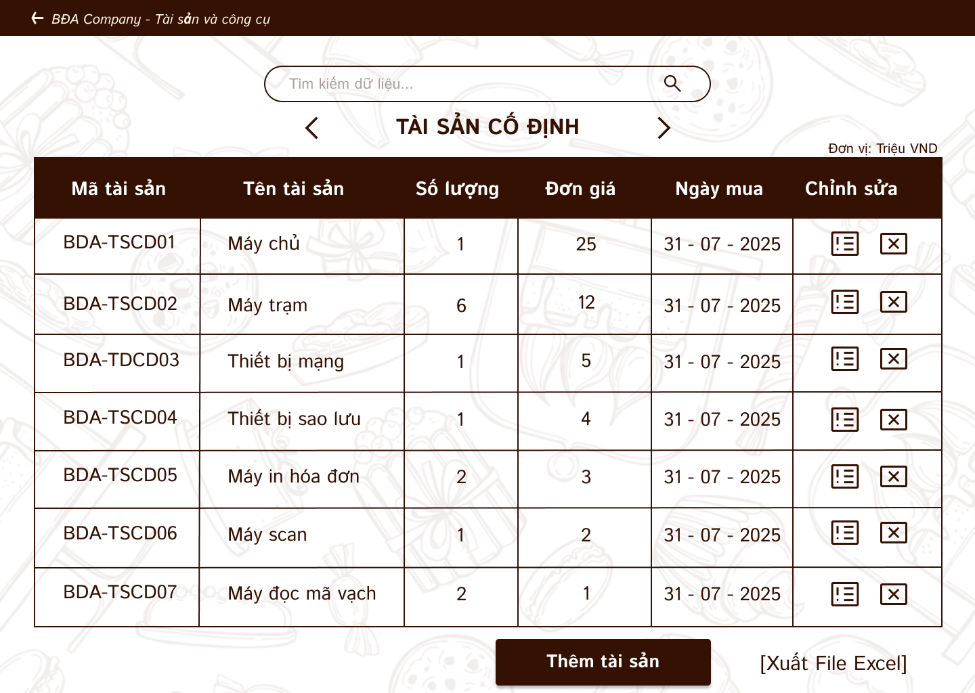 BĐA Company - Tài sản và công cụ
Tìm kiếm dữ liệu...
TÀI SẢN CỐ ĐỊNH
Đơn vị: Triệu VND
Mã tài sản Tên tài sản Số lượng Đơn giá Ngày mua Chỉnh sửa
BDA-TSCD01 Máy chủ 1 25 31 - 07 - 2025
BDA-TSCD02 Máy trạm 6 12 31 - 07 - 2025
BDA-TDCD03 Thiết bị mạng 1 5 31 - 07 - 2025
BDA-TSCD04 Thiết bị sao lưu 1 4 31 - 07 - 2025
BDA-TSCD05 Máy in hóa đơn 2 3 31 - 07 - 2025
BDA-TSCD06 Máy scan 1 2 31 - 07 - 2025
BDA-TSCD07 Máy đọc mã vạch 2 1 31 - 07 - 2025
Thêm tài sản
[Xuất File Excel]